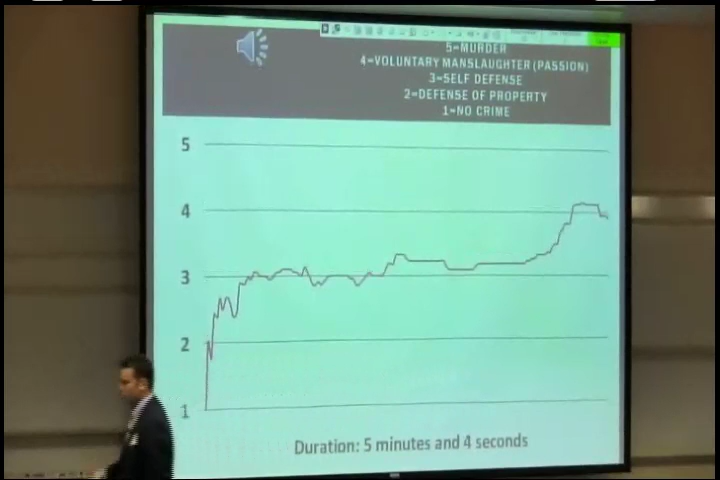 5=MURDER
4=VOLUNTARY MANSLAUGHTER (PASSION)
3=SELF DEFENSE
2=DEFENSE OF PROPERTY
1=NO CRIME
5
4
3
2
1
Duration: 5 minutes and 4 seconds